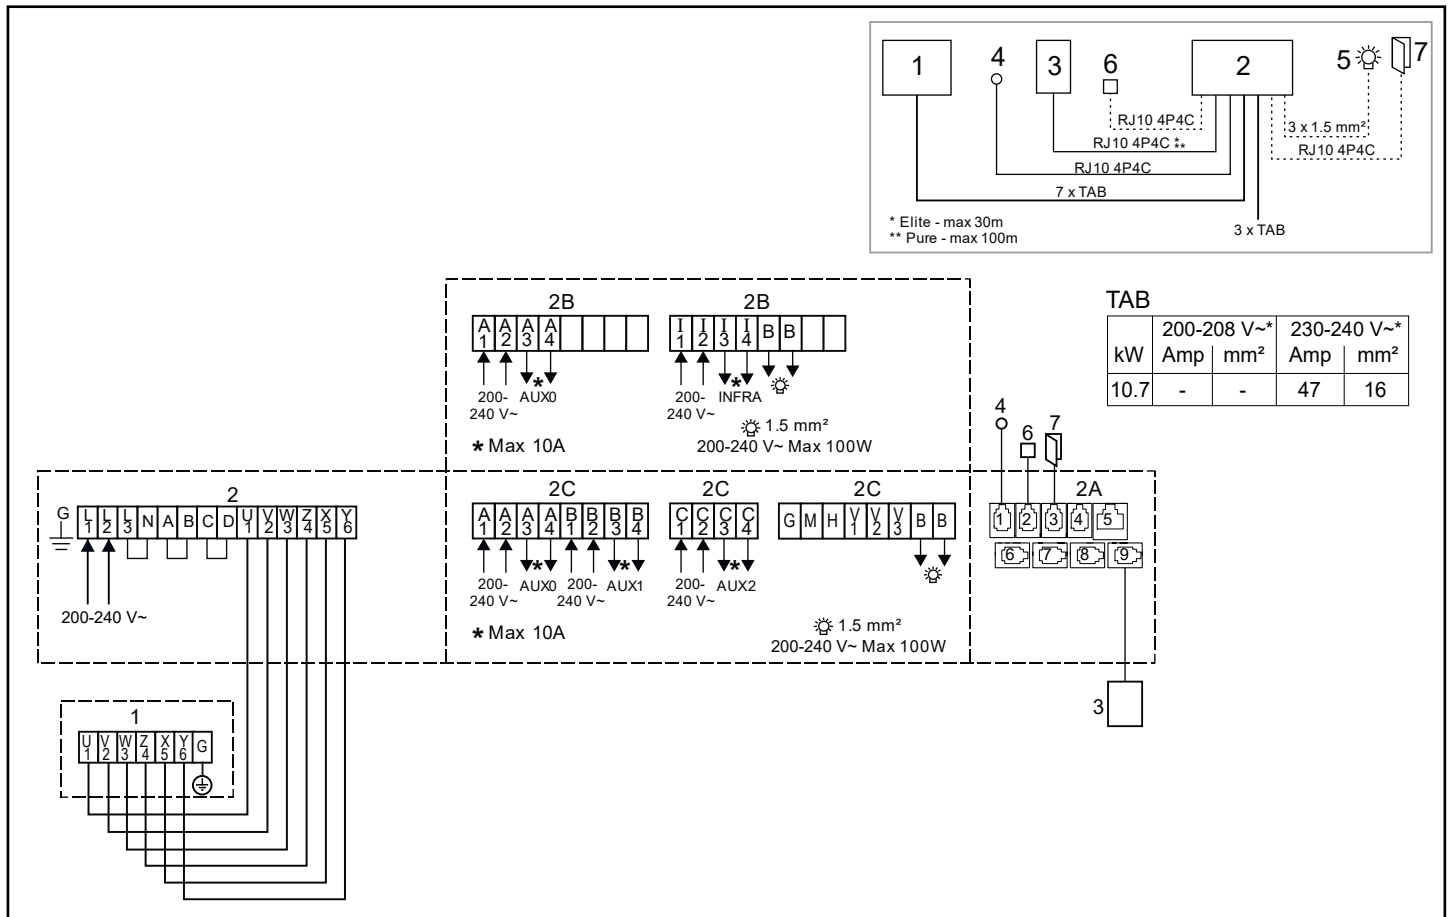 1 4 3 6 2 5 7
RJ10 4P4C
3 x 1.5 mm²
RJ10 4P4C * **
RJ10 4P4C
RJ10 4P4C
7 x TAB
3 x TAB
* Elite - max 30m
** Pure - max 100m
2B
A1 A2 A3 A4
200-240 V~
* AUX0
* Max 10A
2B
I1 I2 I3 I4 B B
200-240 V~
* INFRA
1.5 mm²
200-240 V~ Max 100W
TAB
200-208 V~* 230-240 V~*
kW Amp mm² Amp mm²
10.7 - - 47 16
2
G L1 L2 L3 N A B C D U1 V2 W3 Z4 X5 Y6
200-240 V~
2C
A1 A2 A3 A4 B1 B2 B3 B4
200-240 V~
* AUX0
200-240 V~
* AUX1
* Max 10A
2C
C1 C2 C3 C4
200-240 V~
* AUX2
2C
G M H V1 V2 V3 B B
1.5 mm²
200-240 V~ Max 100W
4 6 7
2A
1 2 3 4 5
6 7 8 9
3
1
U1 V2 W3 Z4 X5 Y6 G